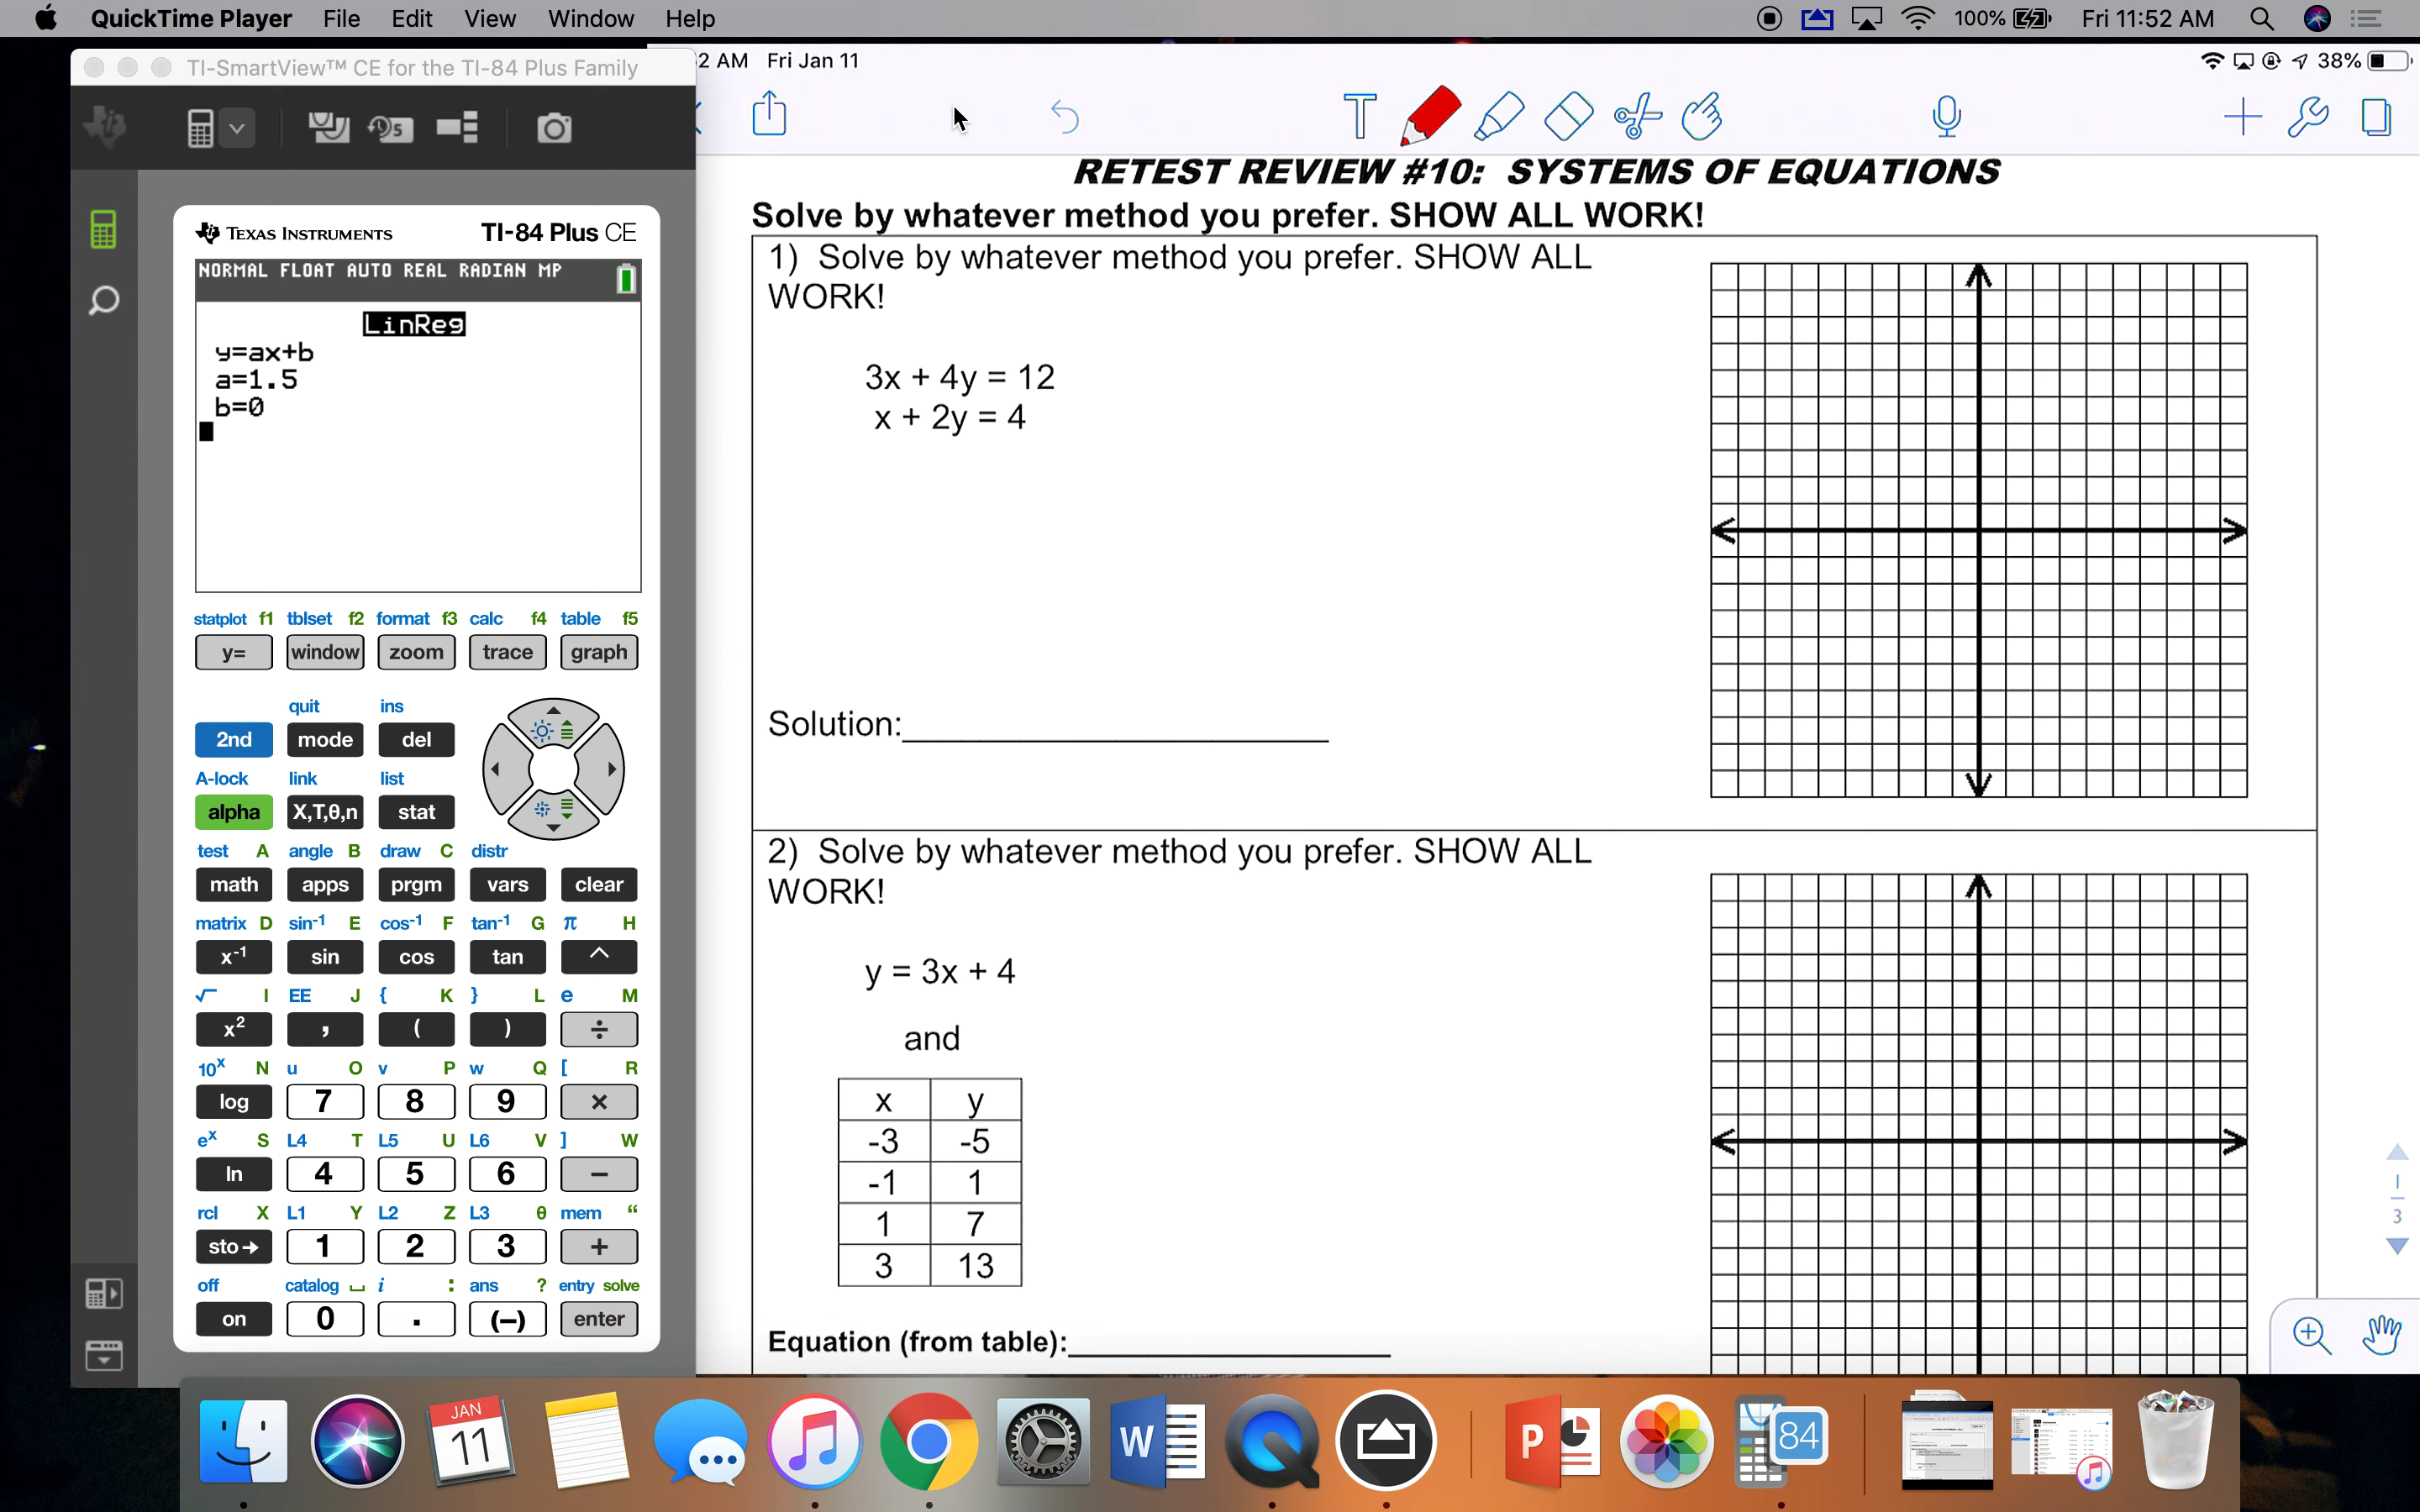 QuickTime Player File Edit View Window Help 100% Fri 11:52 AM
TI-SmartView™ CE for the TI-84 Plus Family
2 AM Fri Jan 11 38%
TEXAS INSTRUMENTS TI-84 Plus CE
NORMAL FLOAT AUTO REAL RADIAN MP
LinReg
y=ax+b
a=1.5
b=0
statplot f1 tblset f2 format f3 calc f4 table f5
y= window zoom trace graph
quit ins
2nd mode del
A-lock link list
alpha X,T,θ,n stat
test A angle B draw C distr
math apps prgm vars clear
matrix D sin-1 E cos-1 F tan-1 G π H
x-1 sin cos tan ^
√ I EE J { K } L e M
x2 , ( ) ÷
10x N u O v P w Q [ R
log 7 8 9 ×
ex S L4 T L5 U L6 V ] W
ln 4 5 6 −
rcl X L1 Y L2 Z L3 θ mem “
sto→ 1 2 3 +
off catalog ⎵ i : ans ? entry solve
on 0 . (−) enter
RETEST REVIEW #10: SYSTEMS OF EQUATIONS
Solve by whatever method you prefer. SHOW ALL WORK!
1) Solve by whatever method you prefer. SHOW ALL
WORK!
3x + 4y = 12
x + 2y = 4
Solution:____________________
2) Solve by whatever method you prefer. SHOW ALL
WORK!
y = 3x + 4
and
x y
-3 -5
-1 1
1 7
3 13
Equation (from table):____________________
1
3
JAN
11
W
P
84